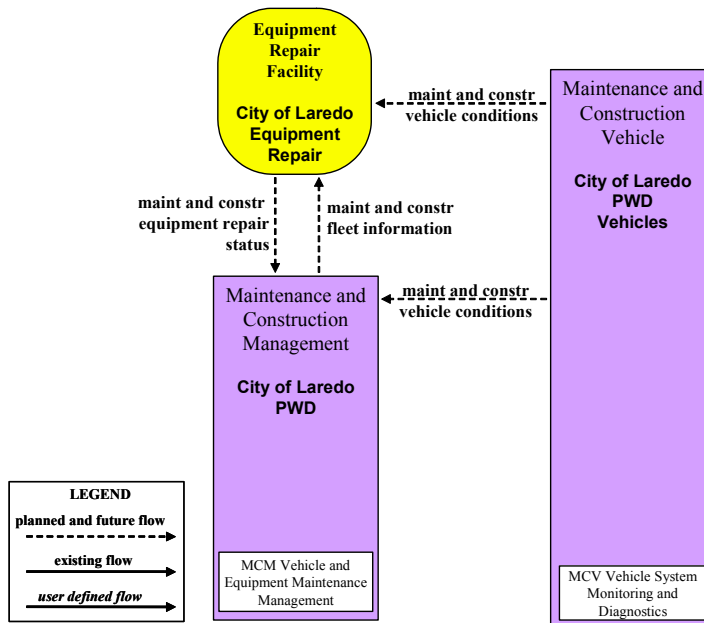 Equipment
Repair
Facility
City of Laredo
Equipment
Repair
maint and constr
vehicle conditions
Maintenance and
Construction
Vehicle
City of Laredo
PWD
Vehicles
maint and constr
equipment repair
status
maint and constr
fleet information
maint and constr
vehicle conditions
Maintenance and
Construction
Management
City of Laredo
PWD
LEGEND
planned and future flow
existing flow
user defined flow
MCM Vehicle and
Equipment Maintenance
Management
MCV Vehicle System
Monitoring and
Diagnostics